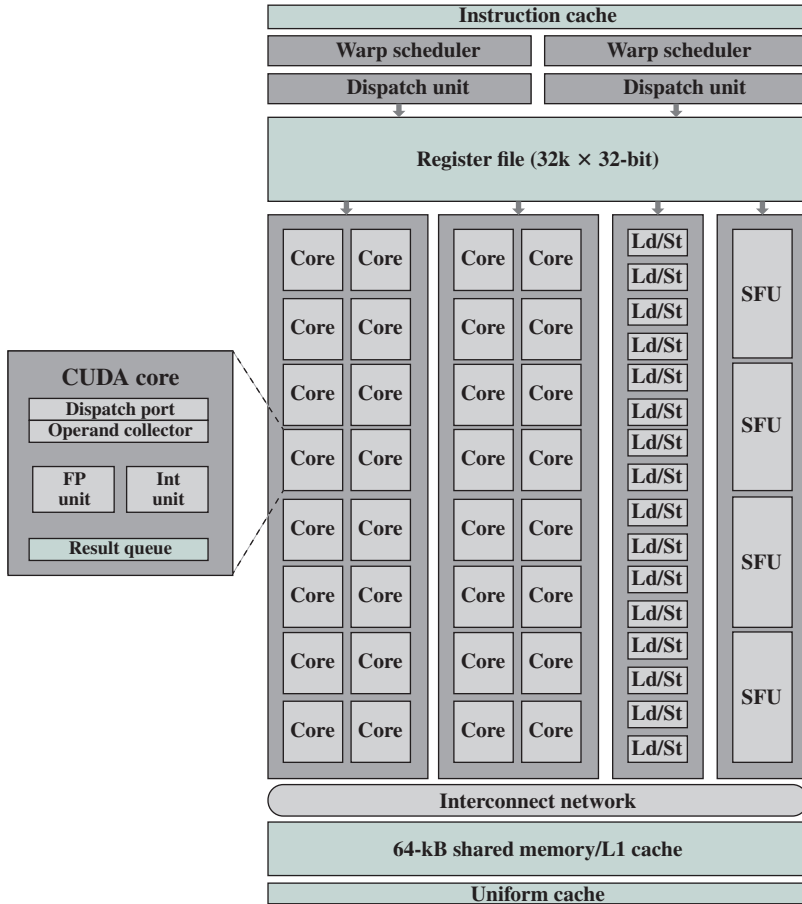 Instruction cache
Warp scheduler
Warp scheduler
Dispatch unit
Dispatch unit
Register file (32k × 32-bit)
Core Core Core Core Ld/St SFU
Ld/St
Core Core Core Core Ld/St
Ld/St
Core Core Core Core Ld/St SFU
Ld/St
Core Core Core Core Ld/St
Ld/St
Core Core Core Core Ld/St SFU
Ld/St
Core Core Core Core Ld/St
Ld/St
Core Core Core Core Ld/St SFU
Ld/St
Core Core Core Core Ld/St
Ld/St
CUDA core
Dispatch port
Operand collector
FP
unit
Int
unit
Result queue
Interconnect network
64-kB shared memory/L1 cache
Uniform cache